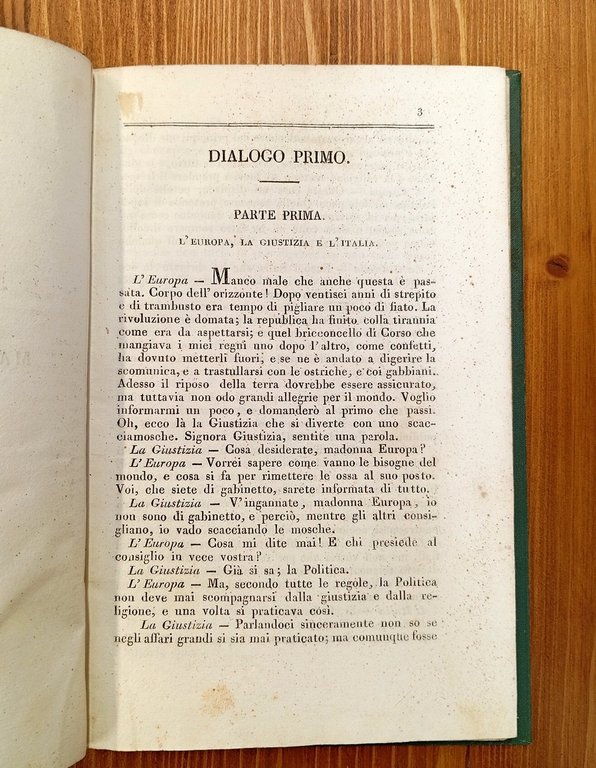 3
DIALOGO PRIMO.
PARTE PRIMA.
L'EUROPA, LA GIUSTIZIA E L'ITALIA.
L'Europa — Manco male che anche questa è pas-
sata. Corpo dell'orizzonte! Dopo ventisei anni di strepito
e di trambusto era tempo di pigliare un poco di fiato. La
rivoluzione è domata; la republica ha finito colla tirannia
come era da aspettarsi; e quel bricconcello di Corso che
mangiava i miei regni uno dopo l'altro, come confetti,
ha dovuto metterli fuori; e se ne è andato a digerire la
scomunica, e a trastullarsi con le ostriche, e coi gabbiani.
Adesso il riposo della terra dovrebbe essere assicurato,
ma tuttavia non odo grandi allegrie per il mondo. Voglio
informarmi un poco, e domanderò al primo che passi.
Oh, ecco là la Giustizia che si diverte con uno scac-
ciamosche. Signora Giustizia, sentite una parola.
La Giustizia — Cosa desiderate, madonna Europa?
L'Europa — Vorrei sapere come vanno le bisogne del
mondo, e cosa si fa per rimettere le ossa al suo posto.
Voi, che siete di gabinetto, sarete informata di tutto.
La Giustizia — V'ingannate, madonna Europa, io
non sono di gabinetto, e perciò, mentre gli altri consi-
gliano, io vado scacciando le mosche.
L'Europa — Cosa mi dite mai! E chi presiede al
consiglio in vece vostra?
La Giustizia — Già si sa; la Politica.
L'Europa — Ma, secondo tutte le regole, la Politica
non deve mai scompagnarsi dalla giustizia e dalla re-
ligione, e una volta si praticava così.
La Giustizia — Parlandoci sinceramente non so se
negli affari grandi si sia mai praticato; ma comunque fosse